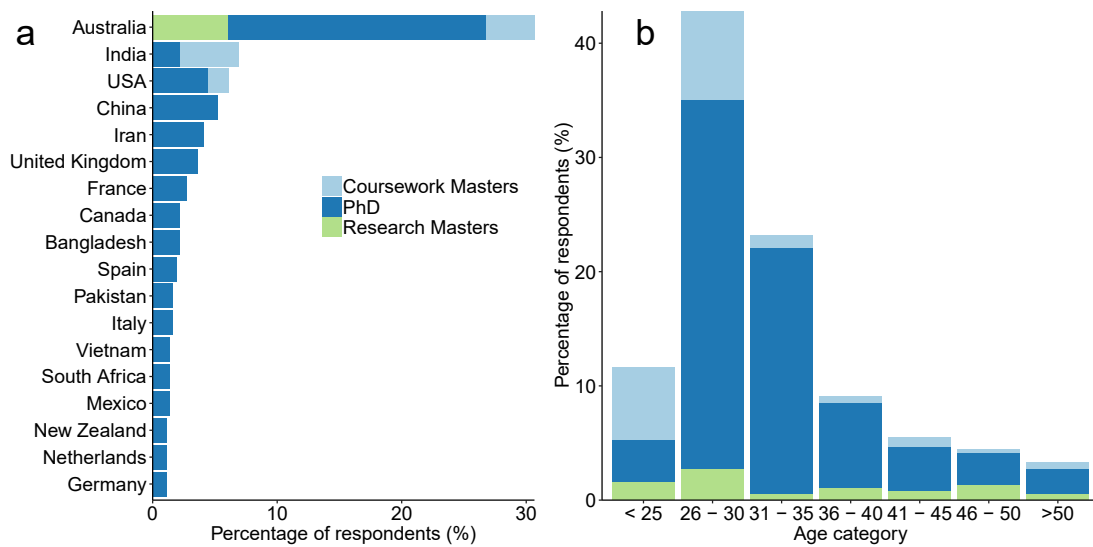 a
Australia
India
USA
China
Iran
United Kingdom
France
Canada
Bangladesh
Spain
Pakistan
Italy
Vietnam
South Africa
Mexico
New Zealand
Netherlands
Germany
0 10 20 30
Percentage of respondents (%)
Coursework Masters
PhD
Research Masters
b
Percentage of respondents (%)
40
30
20
10
0
< 25 26 − 30 31 − 35 36 − 40 41 − 45 46 − 50 >50
Age category